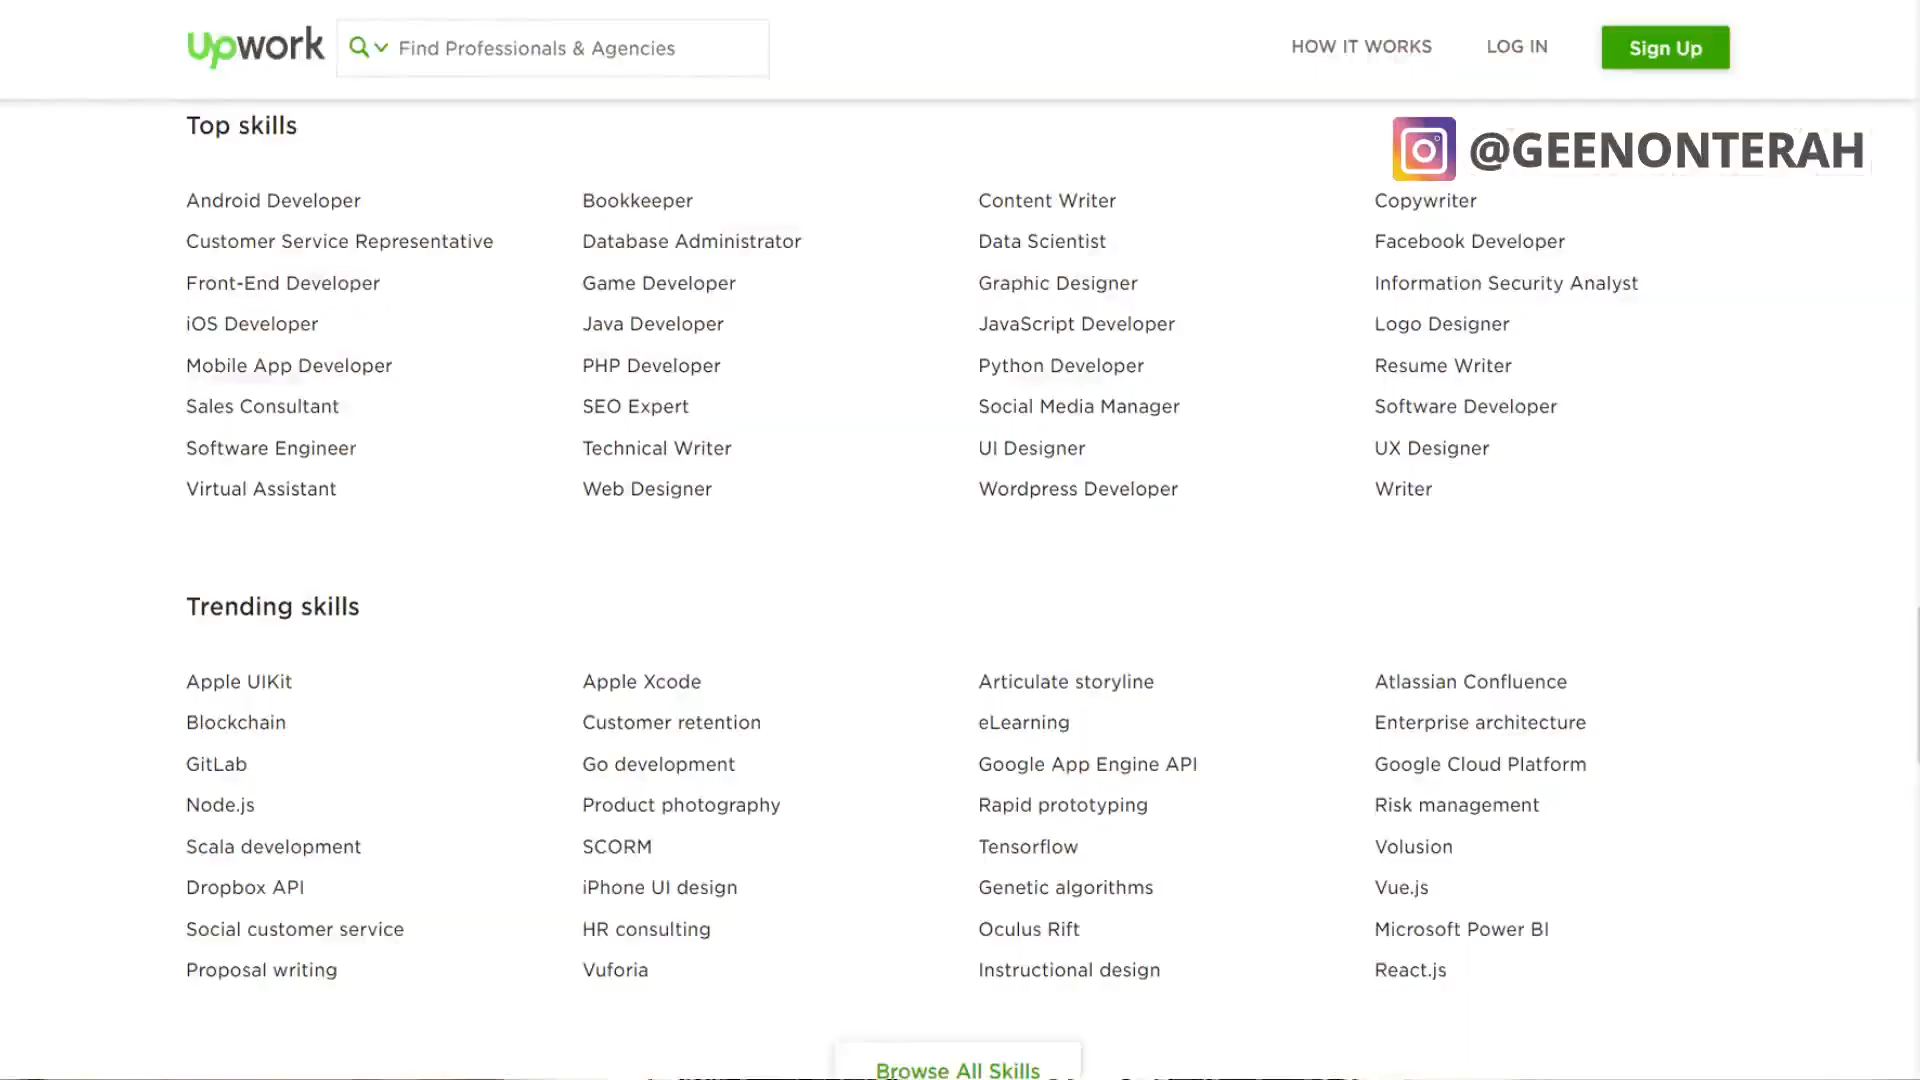 Upwork
Find Professionals & Agencies
HOW IT WORKS
LOG IN
Sign Up
Top skills
@GEENONTERAH
Android Developer
Bookkeeper
Content Writer
Copywriter
Customer Service Representative
Database Administrator
Data Scientist
Facebook Developer
Front-End Developer
Game Developer
Graphic Designer
Information Security Analyst
iOS Developer
Java Developer
JavaScript Developer
Logo Designer
Mobile App Developer
PHP Developer
Python Developer
Resume Writer
Sales Consultant
SEO Expert
Social Media Manager
Software Developer
Software Engineer
Technical Writer
UI Designer
UX Designer
Virtual Assistant
Web Designer
Wordpress Developer
Writer
Trending skills
Apple UIKit
Apple Xcode
Articulate storyline
Atlassian Confluence
Blockchain
Customer retention
eLearning
Enterprise architecture
GitLab
Go development
Google App Engine API
Google Cloud Platform
Node.js
Product photography
Rapid prototyping
Risk management
Scala development
SCORM
Tensorflow
Volusion
Dropbox API
iPhone UI design
Genetic algorithms
Vue.js
Social customer service
HR consulting
Oculus Rift
Microsoft Power BI
Proposal writing
Vuforia
Instructional design
React.js
Browse All Skills